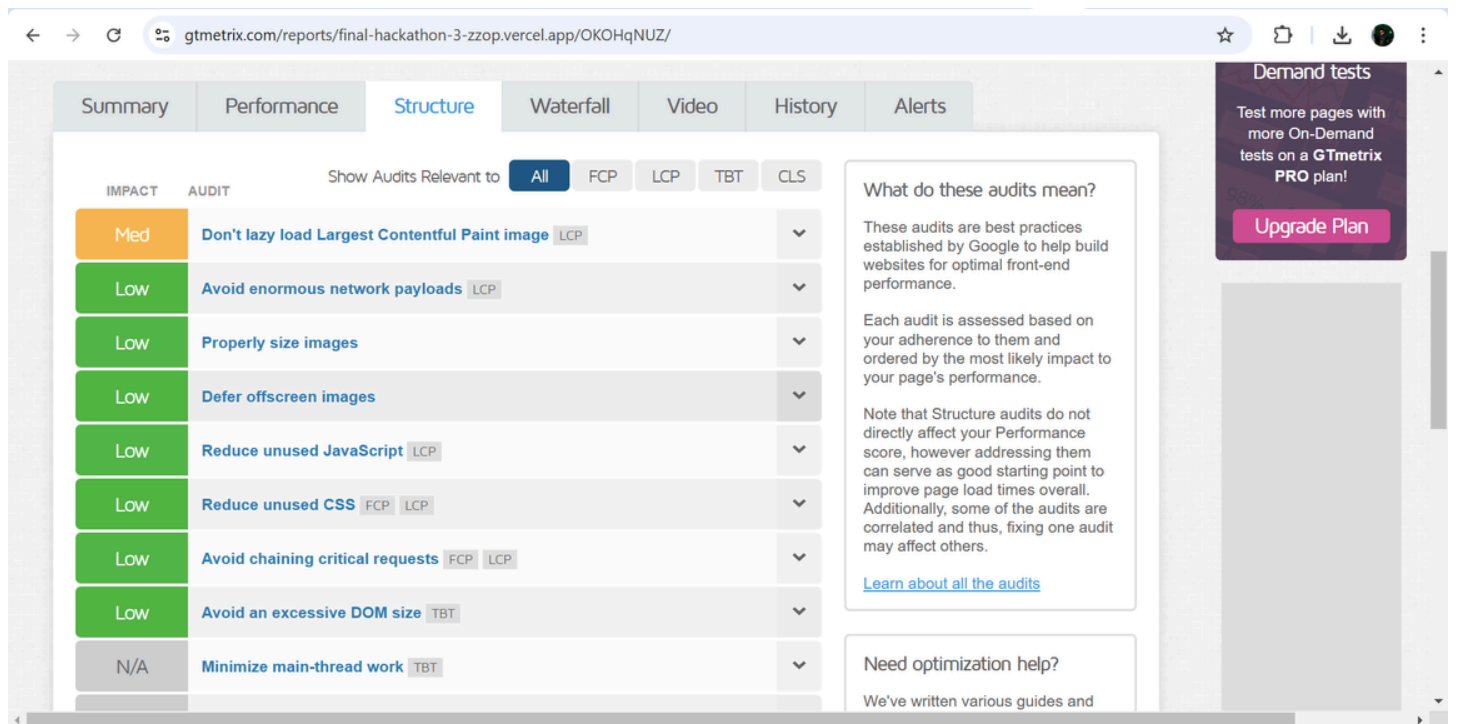 gtmetrix.com/reports/final-hackathon-3-zzop.vercel.app/OKOHqNUZ/
Summary Performance Structure Waterfall Video History Alerts
Show Audits Relevant to All FCP LCP TBT CLS
IMPACT AUDIT
Med Don't lazy load Largest Contentful Paint image LCP
Low Avoid enormous network payloads LCP
Low Properly size images
Low Defer offscreen images
Low Reduce unused JavaScript LCP
Low Reduce unused CSS FCP LCP
Low Avoid chaining critical requests FCP LCP
Low Avoid an excessive DOM size TBT
N/A Minimize main-thread work TBT
What do these audits mean?
These audits are best practices
established by Google to help build
websites for optimal front-end
performance.
Each audit is assessed based on
your adherence to them and
ordered by the most likely impact to
your page's performance.
Note that Structure audits do not
directly affect your Performance
score, however addressing them
can serve as good starting point to
improve page load times overall.
Additionally, some of the audits are
correlated and thus, fixing one audit
may affect others.
Learn about all the audits
Need optimization help?
We've written various guides and
Demand tests
Test more pages with
more On-Demand
tests on a GTmetrix
PRO plan!
98%
Upgrade Plan